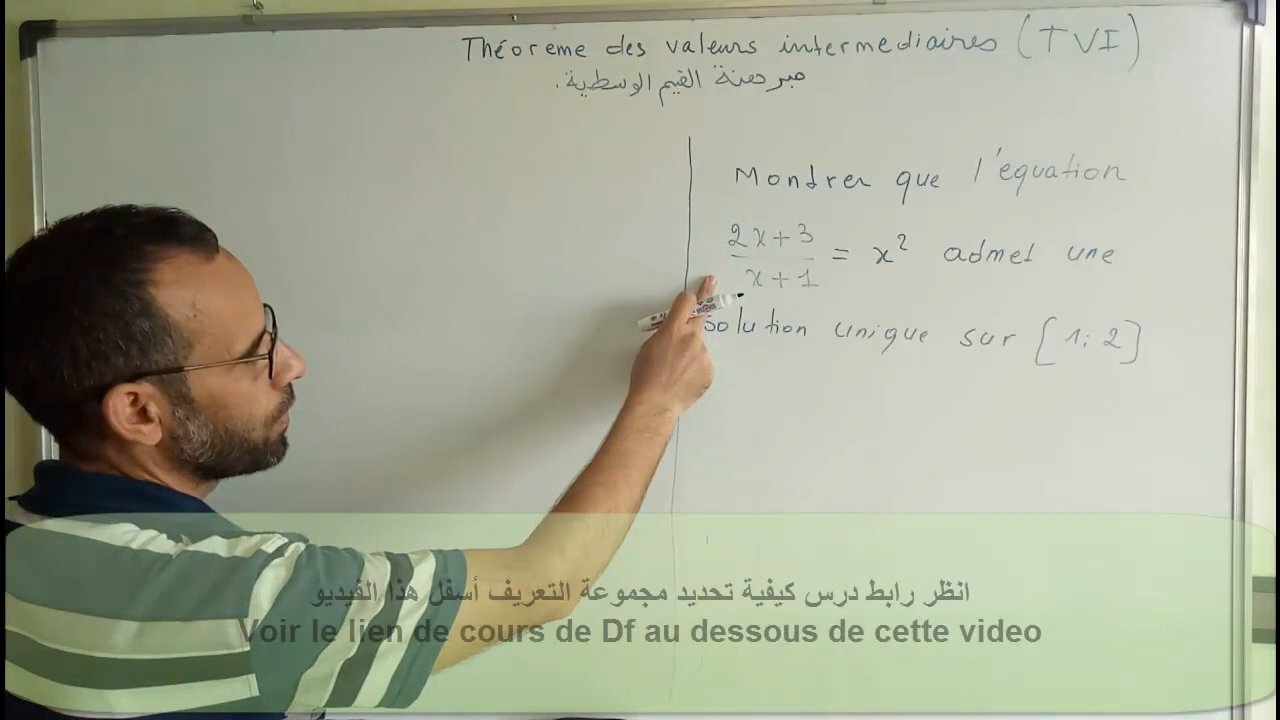 Théoreme des valeurs intermediaires (TVI)
مبرهنة القيم الوسطية.
Montrer que l'equation
2x+3
x+1
= x² admet une
solution unique sur [1; 2]
انظر رابط درس كيفية تحديد مجموعة التعريف أسفل هذا الفيديو
Voir le lien de cours de Df au dessous de cette video